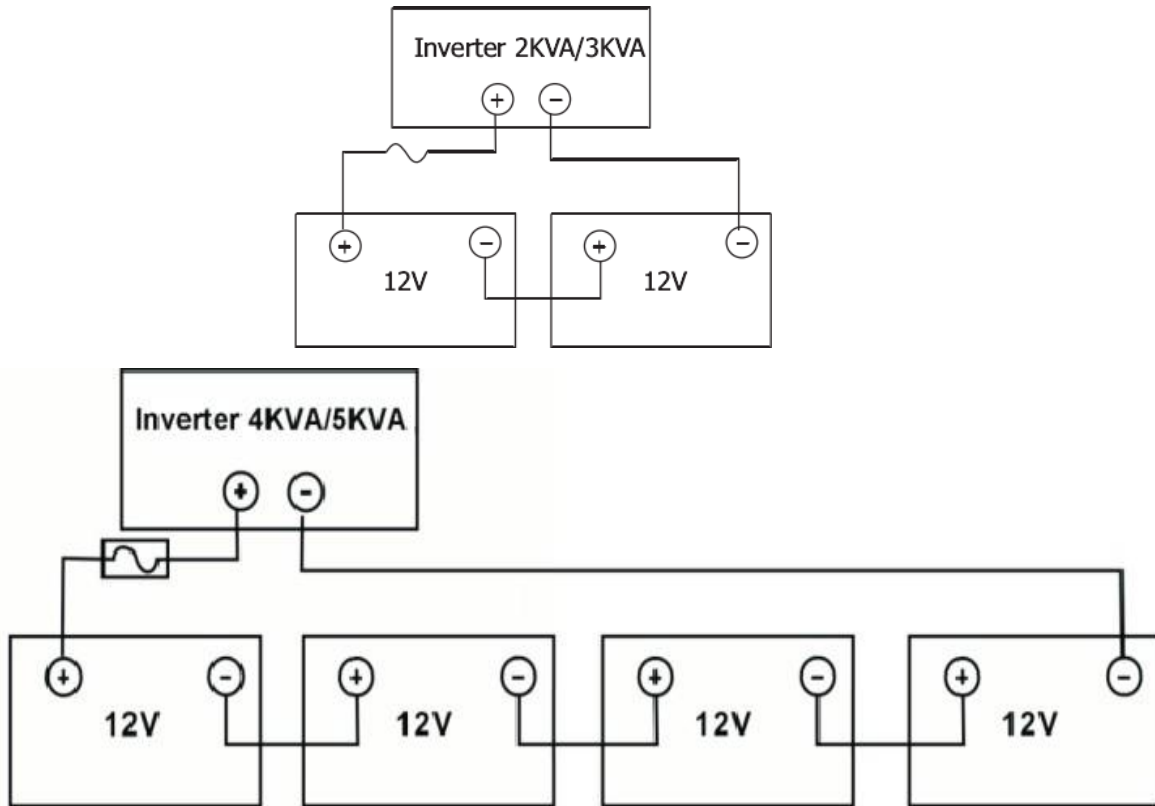 Inverter 2KVA/3KVA
+ −
+ − + −
12V 12V
Inverter 4KVA/5KVA
+ -
+ - + - + - + -
12V 12V 12V 12V